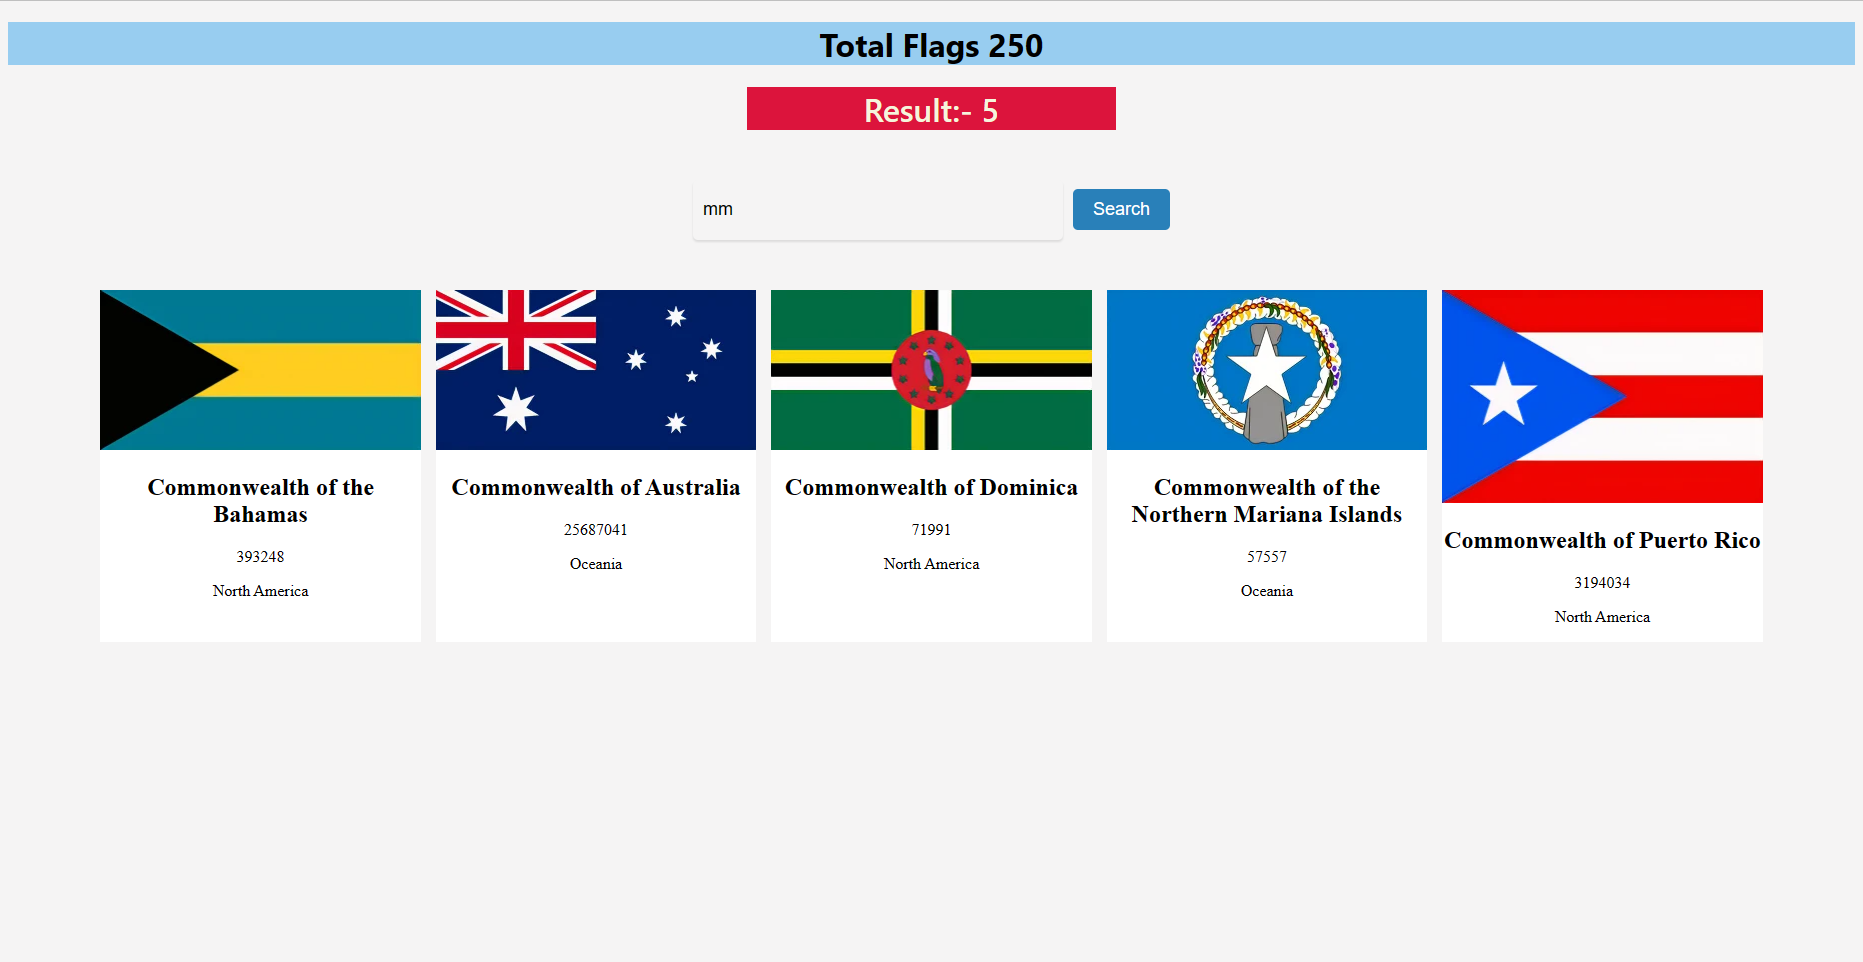 Total Flags 250
Result:- 5
mm
Search
Commonwealth of the
Bahamas
393248
North America
Commonwealth of Australia
25687041
Oceania
Commonwealth of Dominica
71991
North America
Commonwealth of the
Northern Mariana Islands
57557
Oceania
Commonwealth of Puerto Rico
3194034
North America